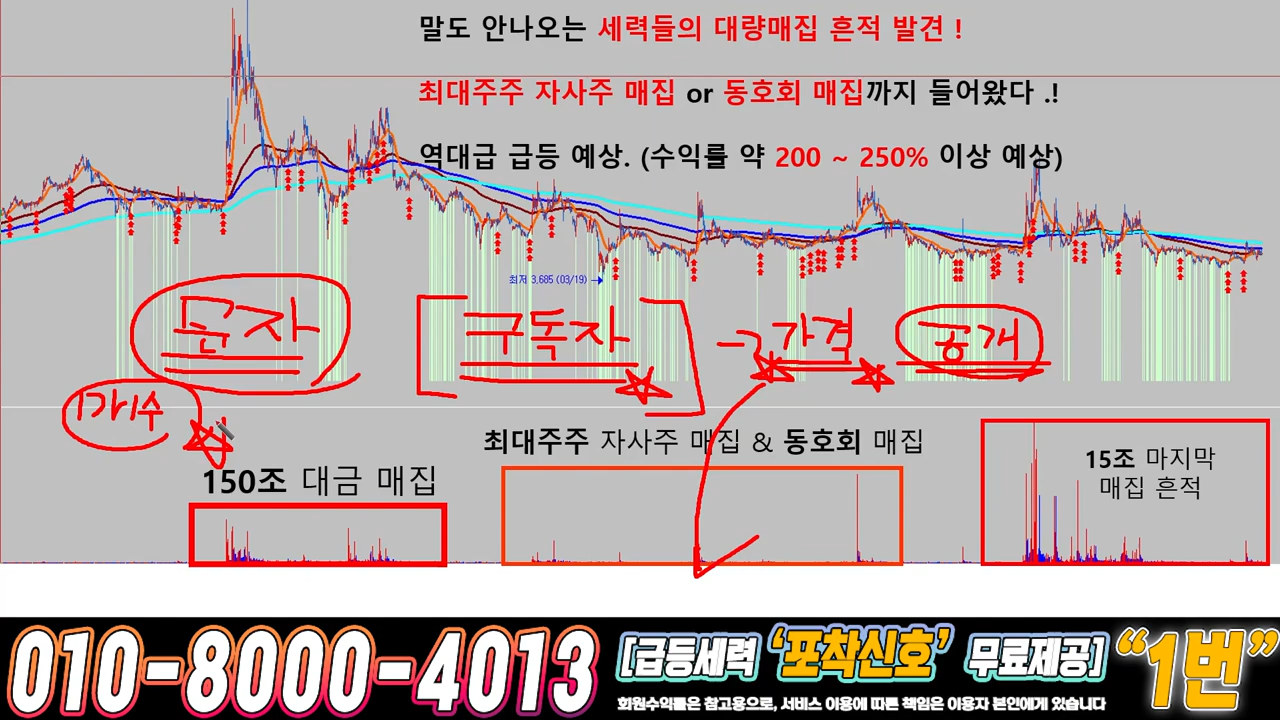 말도 안나오는 세력들의 대량매집 흔적 발견 !
최대주주 자사주 매집 or 동호회 매집까지 들어왔다 .!
역대급 급등 예상. (수익률 약 200 ~ 250% 이상 예상)
최저 3,685 (03/19)
문자
구독자
가격
공개
최대주주 자사주 매집 & 동호회 매집
150조 대금 매집
15조 마지막
매집 흔적
010-8000-4013
[급등세력 ‘포착신호’ 무료제공] “1번”
회원수익률은 참고용으로, 서비스 이용에 따른 책임은 이용자 본인에게 있습니다